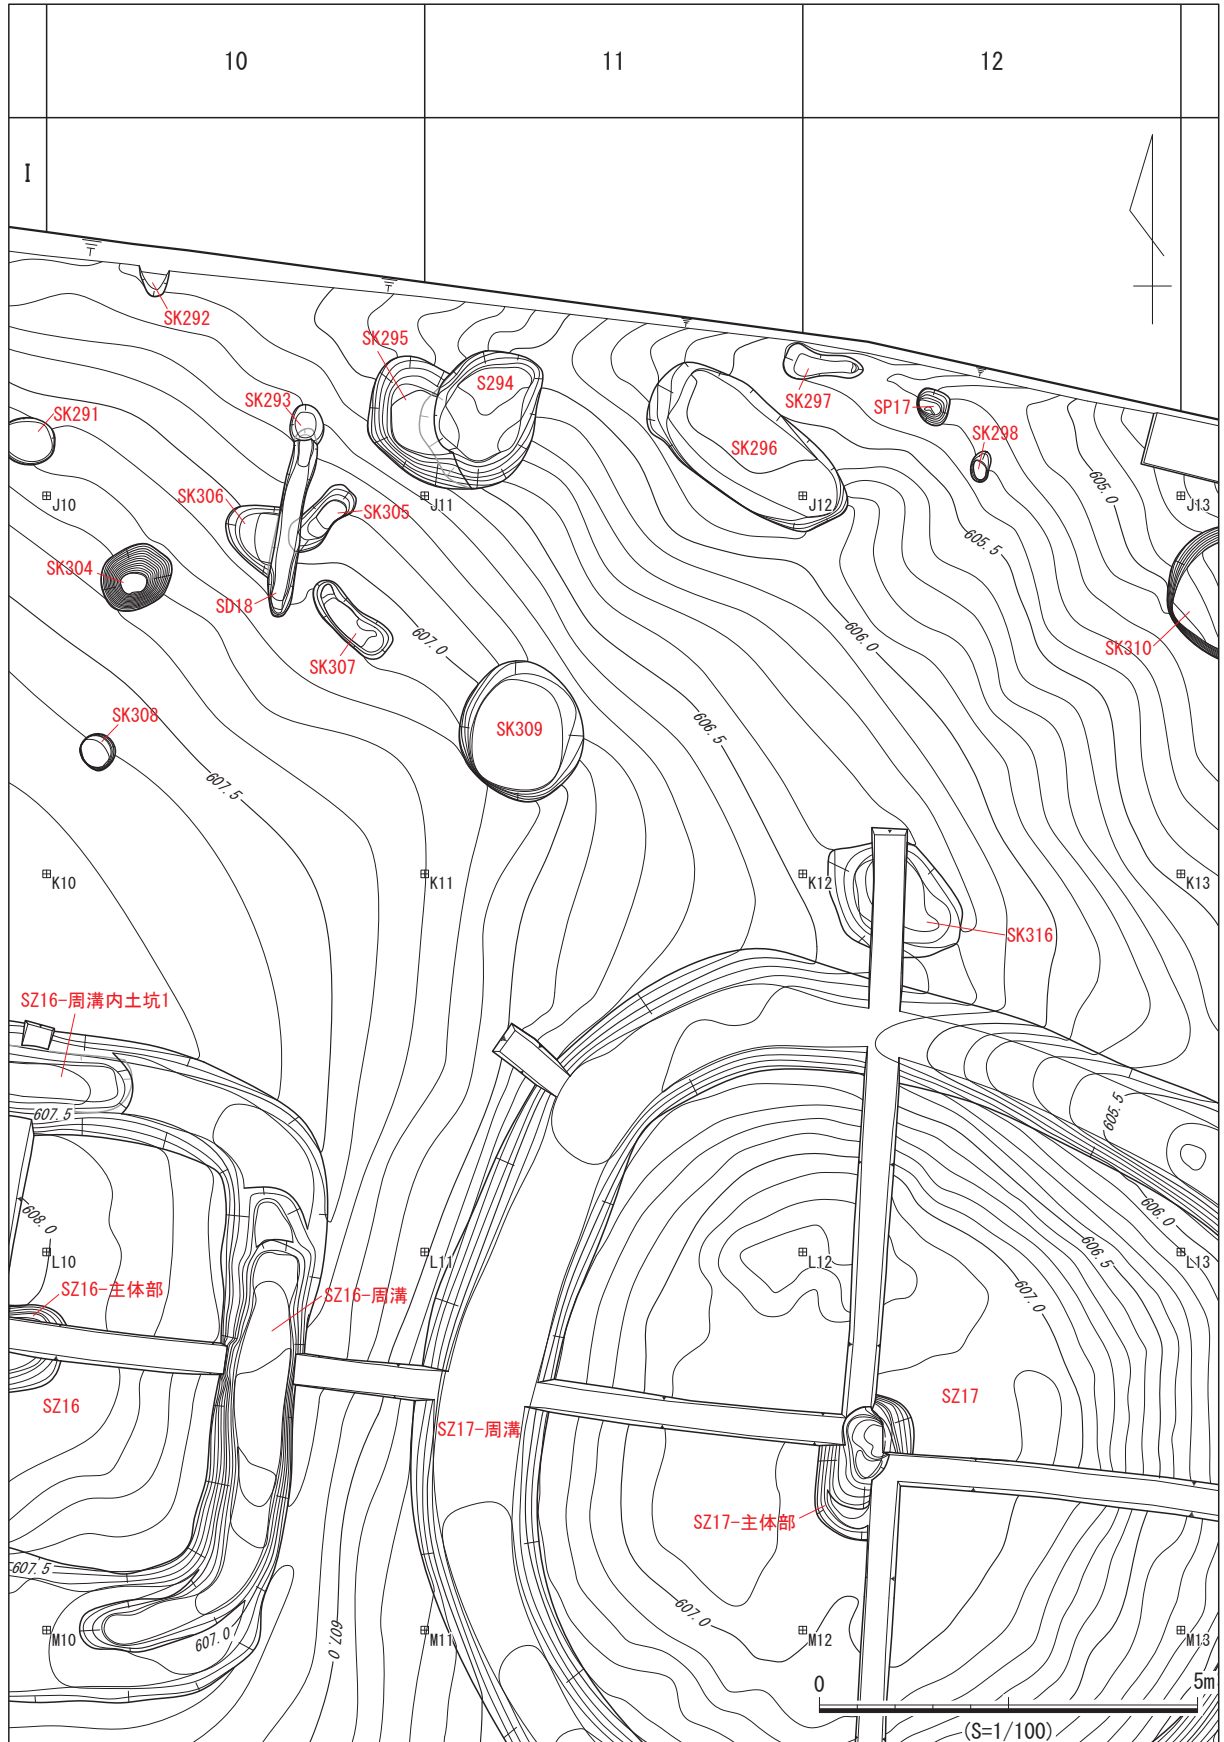 10
11
12
I
SK292
SK295
S294
SK293
SK291
SK297
SP17
SK298
SK296
605.0
J10
J11
J12
J13
SK306
SK305
605.5
SK304
SD18
607.0
606.0
SK307
SK310
SK308
SK309
606.5
607.5
K10
K11
K12
K13
SK316
SZ16-周溝内土坑1
607.5
605.5
608.0
606.0
606.5
L10
L11
L12
L13
SZ16-主体部
SZ16-周溝
607.0
SZ16
SZ17
SZ17-周溝
SZ17-主体部
607.5
607.0
M10
607.0
607.0
M11
M12
M13
0
5m
(S=1/100)